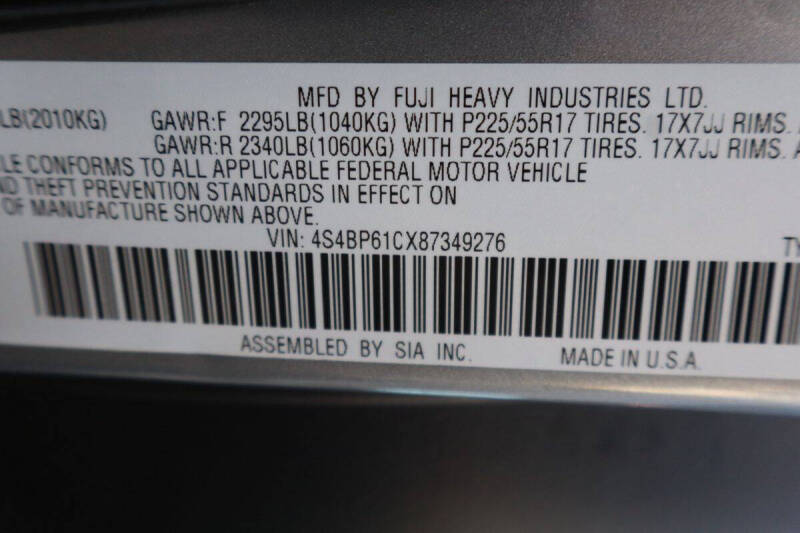 MFD BY FUJI HEAVY INDUSTRIES LTD.
LB(2010KG) GAWR:F 2295LB(1040KG) WITH P225/55R17 TIRES. 17X7JJ RIMS.
GAWR:R 2340LB(1060KG) WITH P225/55R17 TIRES. 17X7JJ RIMS.
LE CONFORMS TO ALL APPLICABLE FEDERAL MOTOR VEHICLE
ND THEFT PREVENTION STANDARDS IN EFFECT ON
OF MANUFACTURE SHOWN ABOVE.
VIN: 4S4BP61CX87349276
ASSEMBLED BY SIA INC. MADE IN U.S.A.